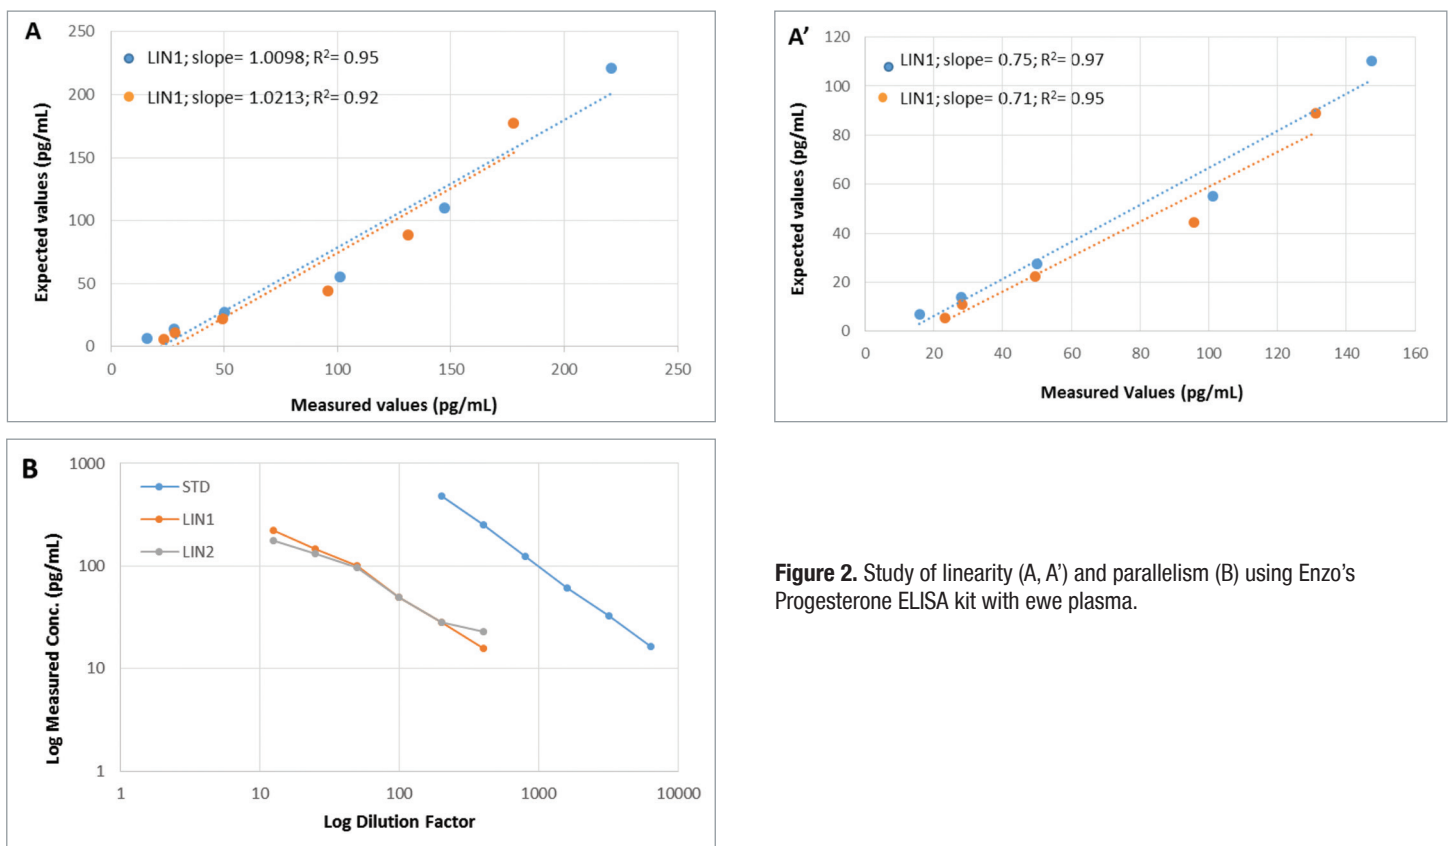 A
250
200
150
100
50
0
LIN1; slope= 1.0098; R²= 0.95
LIN1; slope= 1.0213; R²= 0.92
Expected values (pg/mL)
0 50 100 150 200 250
Measured values (pg/mL)
A’
120
100
80
60
40
20
0
LIN1; slope= 0.75; R²= 0.97
LIN1; slope= 0.71; R²= 0.95
Expected values (pg/mL)
0 20 40 60 80 100 120 140 160
Measured Values (pg/mL)
B
1000
100
10
1
STD
LIN1
LIN2
Log Measured Conc. (pg/mL)
1 10 100 1000 10000
Log Dilution Factor
Figure 2. Study of linearity (A, A’) and parallelism (B) using Enzo’s
Progesterone ELISA kit with ewe plasma.